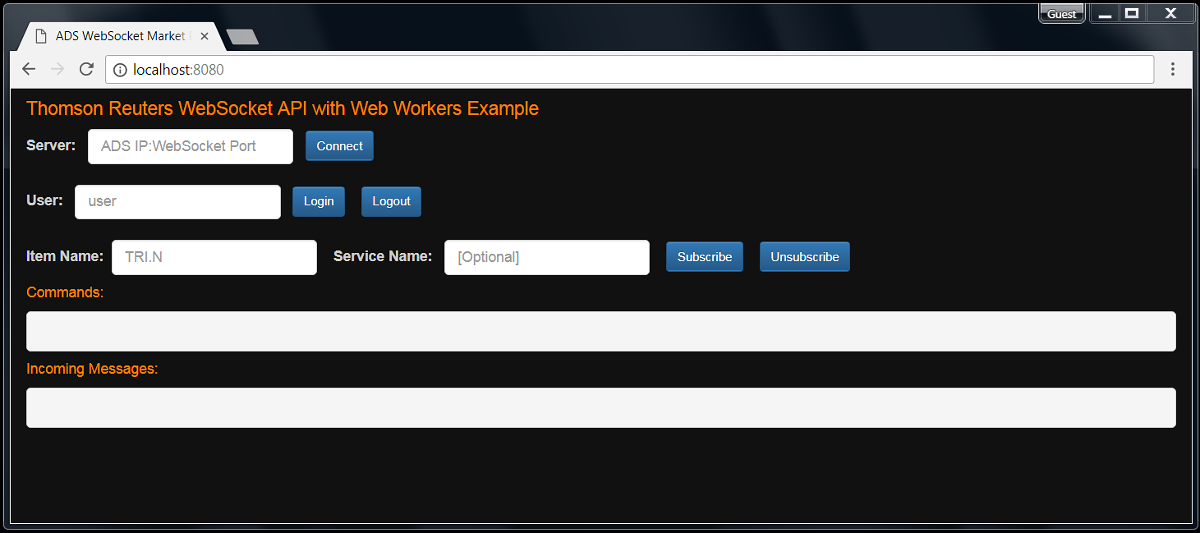 Guest
ADS WebSocket Market
localhost:8080
Thomson Reuters WebSocket API with Web Workers Example
Server: ADS IP:WebSocket Port Connect
User: user Login Logout
Item Name: TRI.N Service Name: [Optional] Subscribe Unsubscribe
Commands:
Incoming Messages: